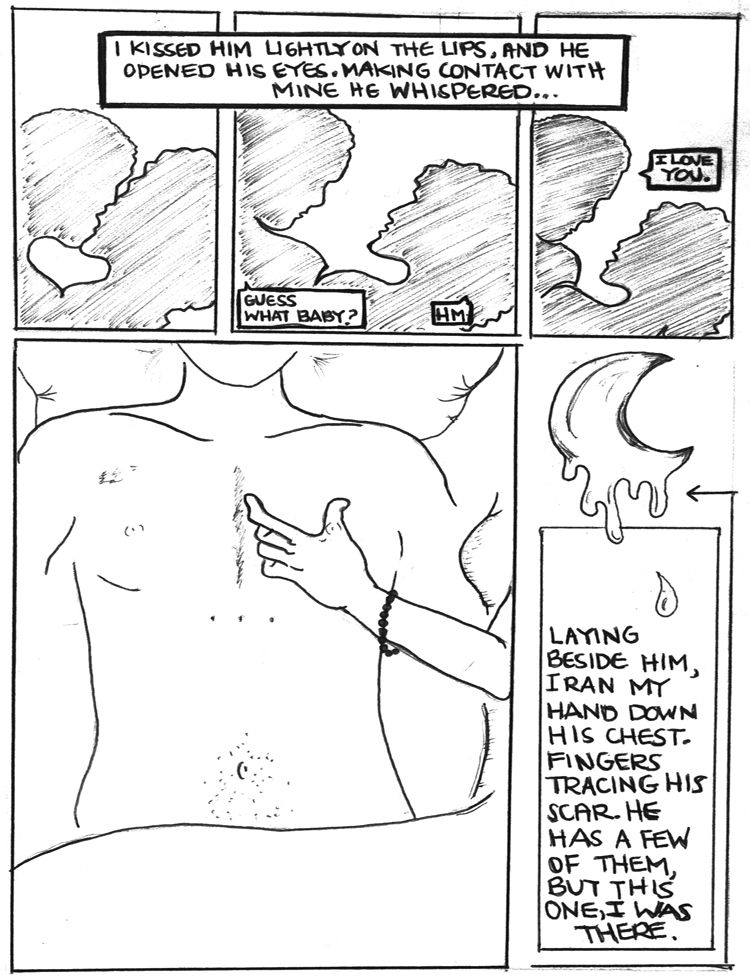 I KISSED HIM LIGHTLY ON THE LIPS, AND HE
OPENED HIS EYES. MAKING CONTACT WITH
MINE HE WHISPERED...
GUESS
WHAT BABY?
HM
I LOVE
YOU.
LAYING
BESIDE HIM,
I RAN MY
HAND DOWN
HIS CHEST.
FINGERS
TRACING HIS
SCAR. HE
HAS A FEW
OF THEM,
BUT THIS
ONE, I WAS
THERE.